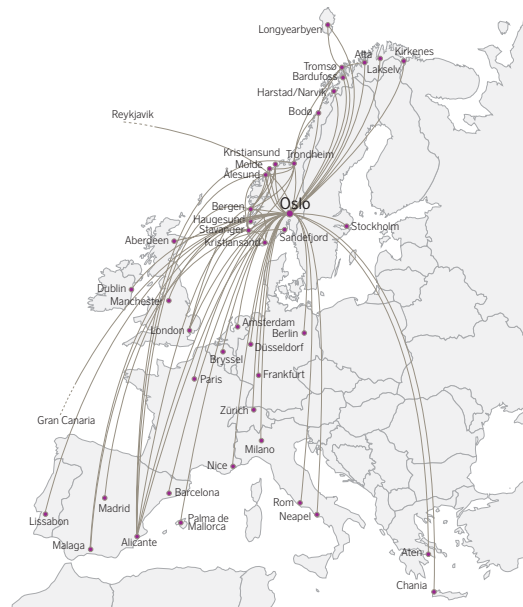 Longyearbyen
Alta
Kirkenes
Tromsø
Lakselv
Bardufoss
Harstad/Narvik
Bodø
Reykjavik
Kristiansund
Trondheim
Molde
Ålesund
Oslo
Bergen
Haugesund
Stavanger
Stockholm
Sandefjord
Kristiansand
Aberdeen
Dublin
Manchester
Amsterdam
London
Berlin
Düsseldorf
Bryssel
Paris
Frankfurt
Zürich
Gran Canaria
Milano
Nice
Barcelona
Madrid
Rom
Lissabon
Palma de
Mallorca
Neapel
Alicante
Malaga
Aten
Chania